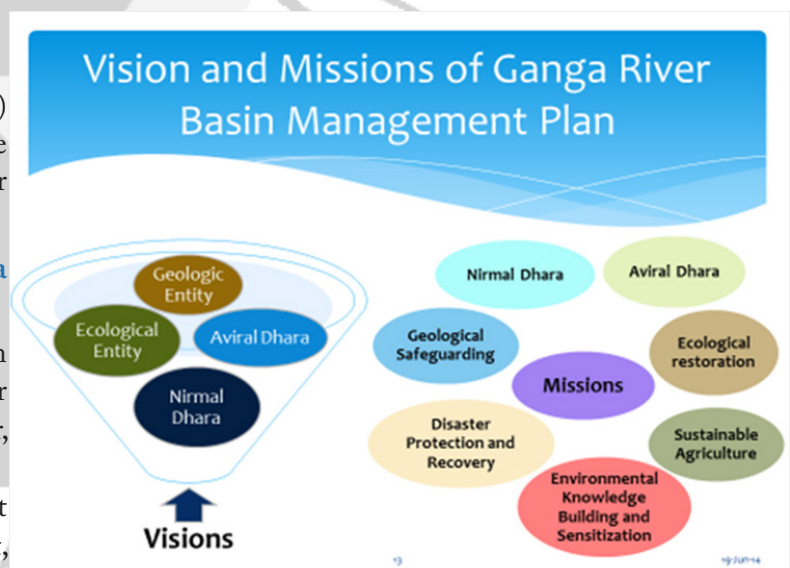 Vision and Missions of Ganga River
Basin Management Plan
Geologic
Entity
Ecological
Entity
Aviral Dhara
Nirmal
Dhara
Visions
Nirmal Dhara
Aviral Dhara
Geological
Safeguarding
Ecological
restoration
Missions
Disaster
Protection and
Recovery
Sustainable
Agriculture
Environmental
Knowledge
Building and
Sensitization
13
19-Jun-14